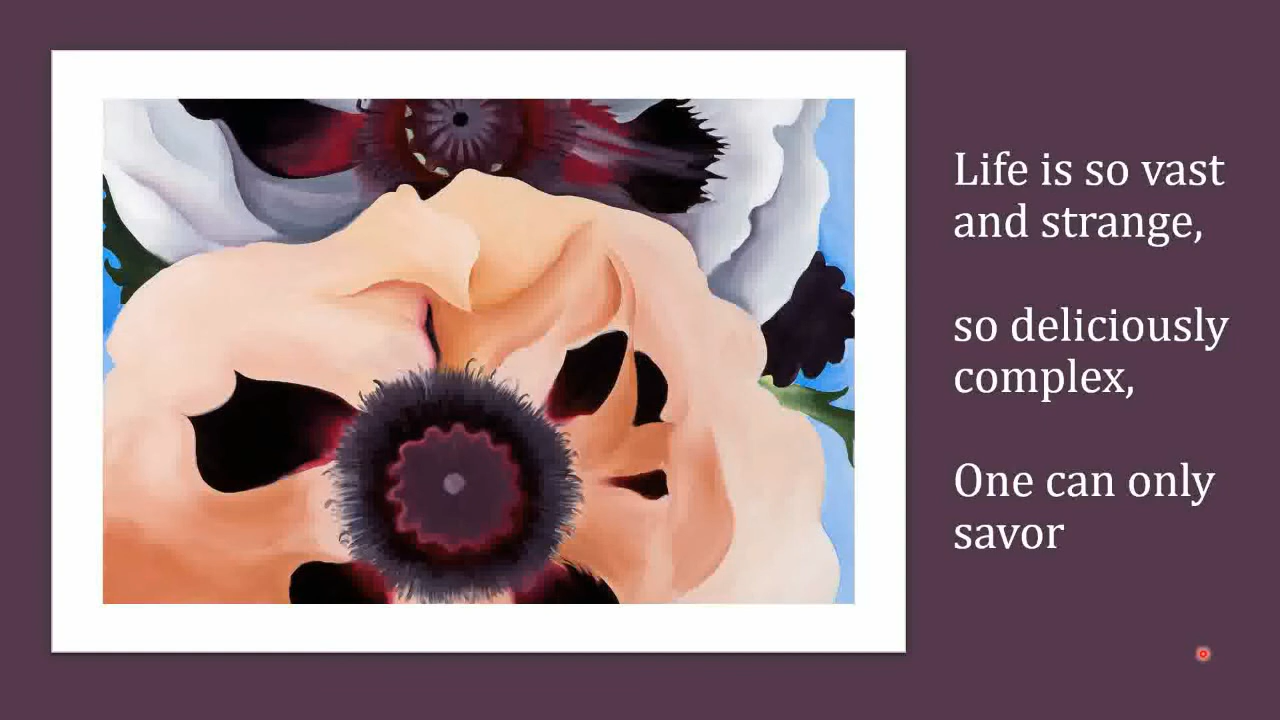 Life is so vast
and strange,
so deliciously
complex,
One can only
savor